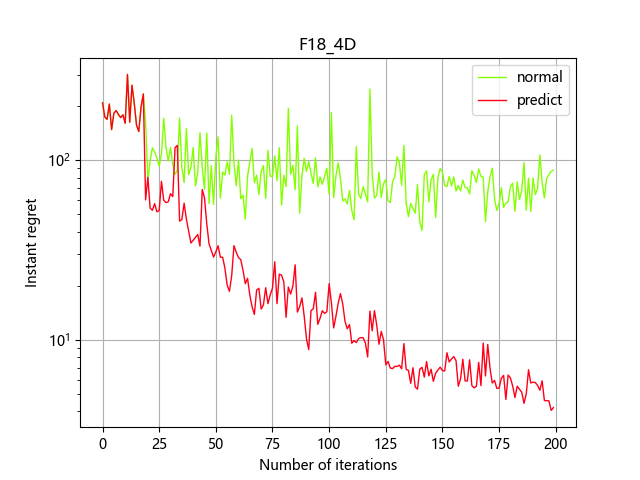 F18_4D
normal
predict
Instant regret
10²
10¹
0 25 50 75 100 125 150 175 200
Number of iterations